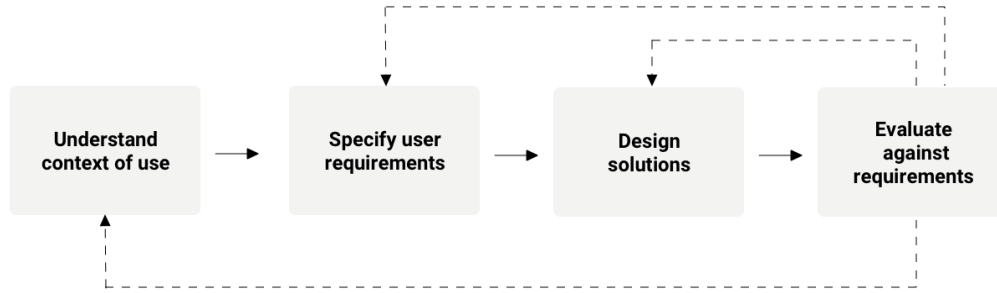 Understand
context of use
Specify user
requirements
Design
solutions
Evaluate
against
requirements